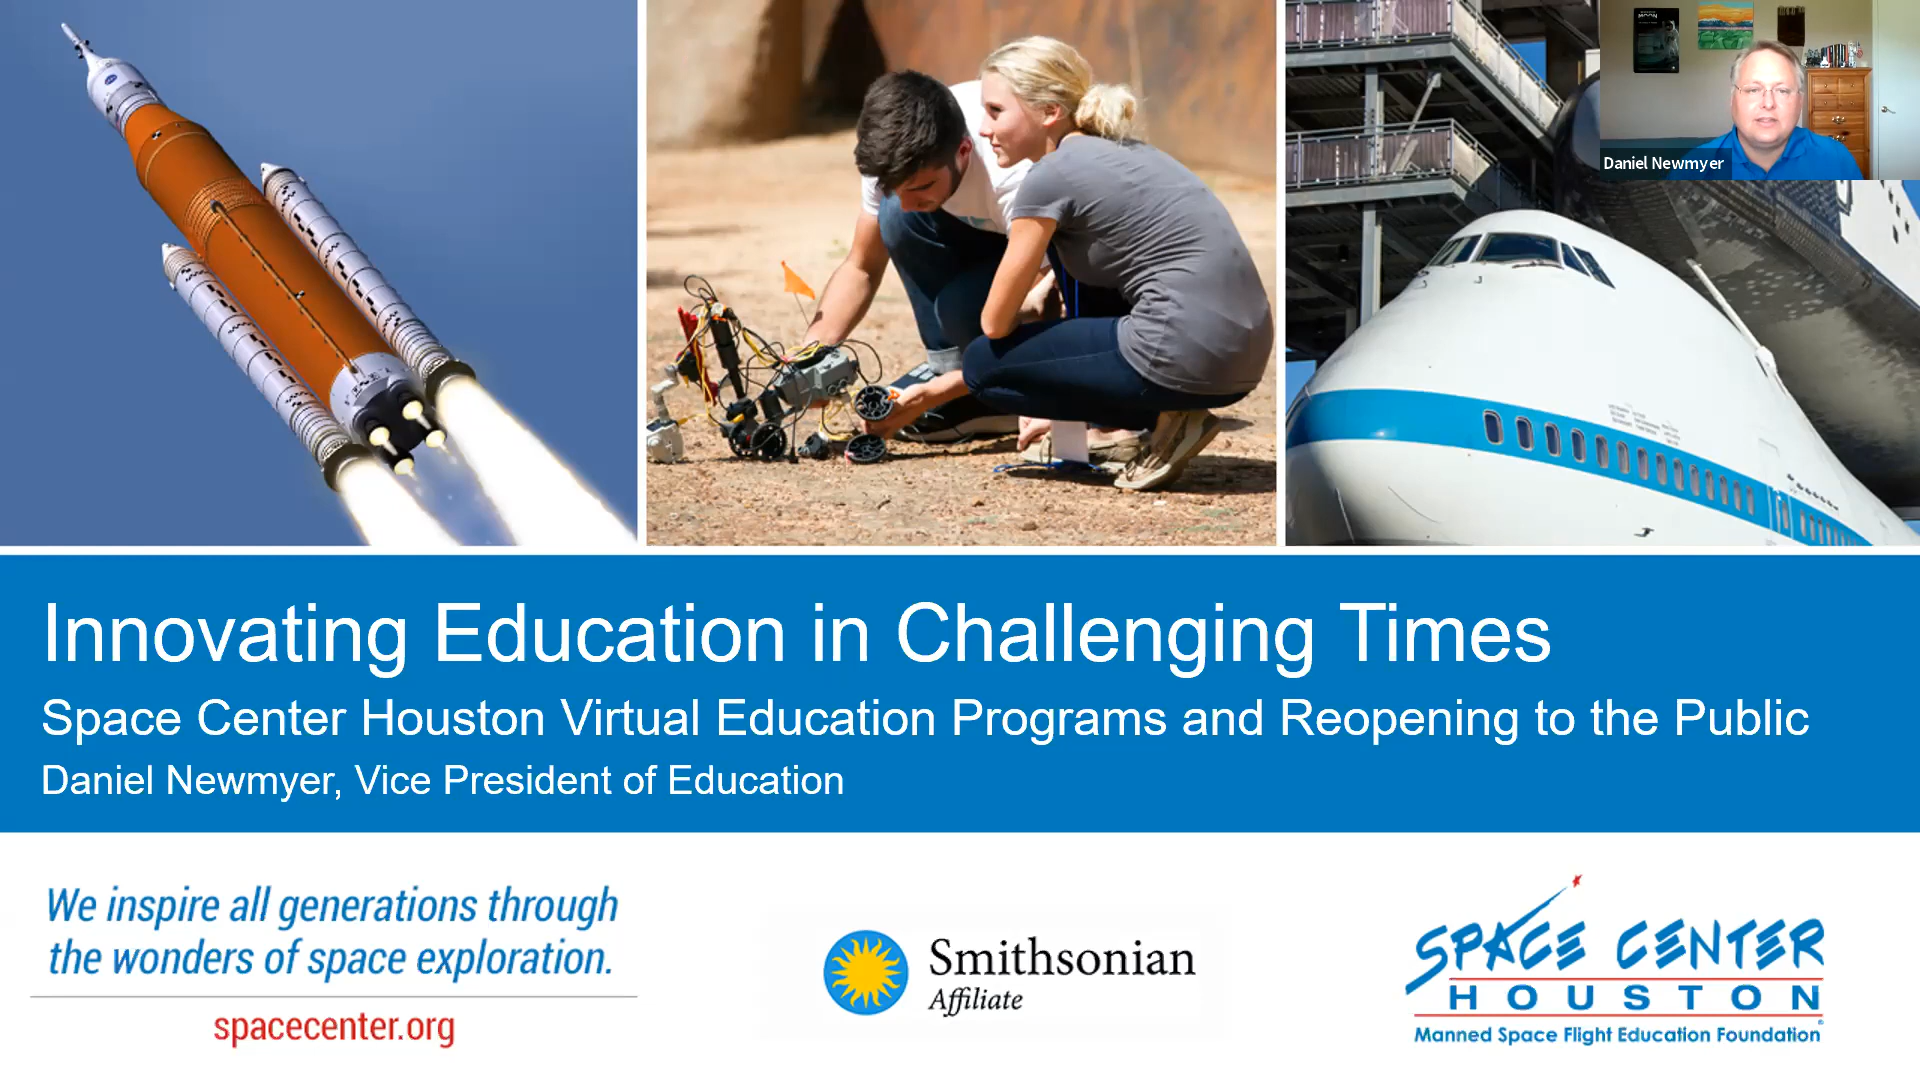 MOON
Daniel Newmyer
Innovating Education in Challenging Times
Space Center Houston Virtual Education Programs and Reopening to the Public
Daniel Newmyer, Vice President of Education
We inspire all generations through
the wonders of space exploration.
spacecenter.org
Smithsonian
Affiliate
SPACE CENTER
HOUSTON
Manned Space Flight Education Foundation